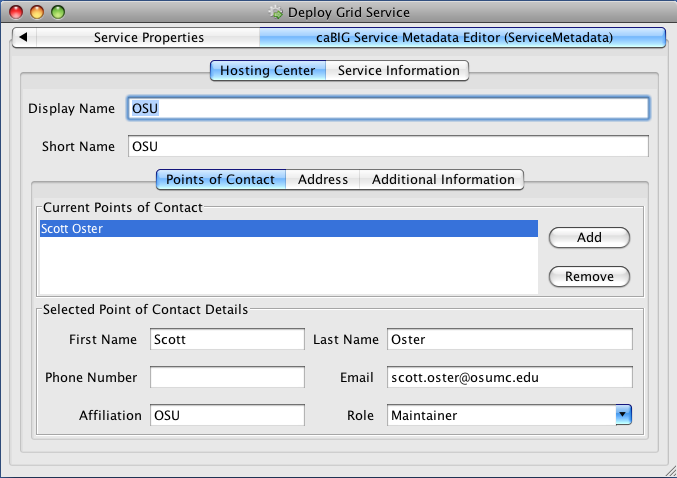 Deploy Grid Service
Service Properties caBIG Service Metadata Editor (ServiceMetadata)
Hosting Center Service Information
Display Name OSU
Short Name OSU
Points of Contact Address Additional Information
Current Points of Contact
Scott Oster
Add
Remove
Selected Point of Contact Details
First Name Scott Last Name Oster
Phone Number Email scott.oster@osumc.edu
Affiliation OSU Role Maintainer